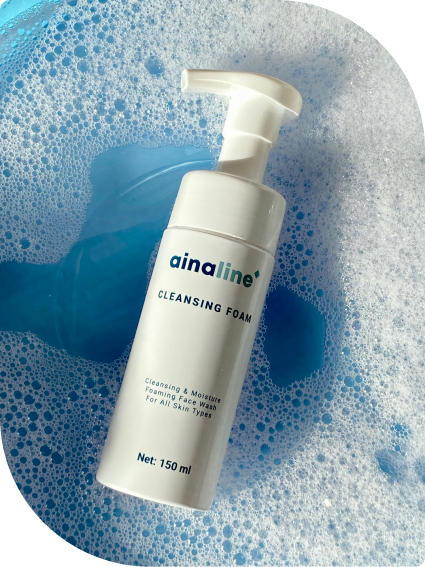 ainaline
CLEANSING FOAM
Cleansing & Moisture
Foaming Face Wash
For All Skin Types
Net: 150 ml